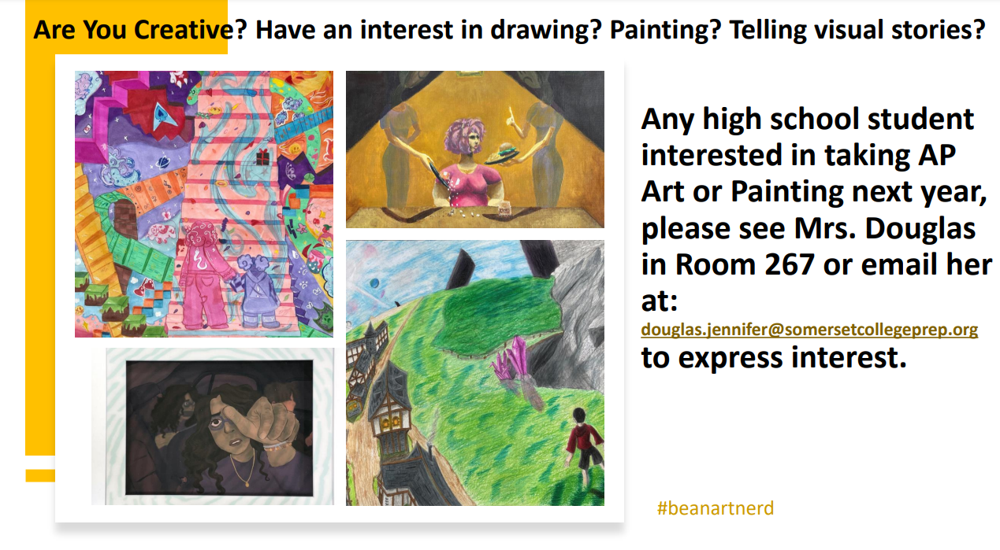 Are You Creative? Have an interest in drawing? Painting? Telling visual stories?
Any high school student
interested in taking AP
Art or Painting next year,
please see Mrs. Douglas
in Room 267 or email her
at:
douglas.jennifer@somersetcollegeprep.org
to express interest.
#beanartnerd